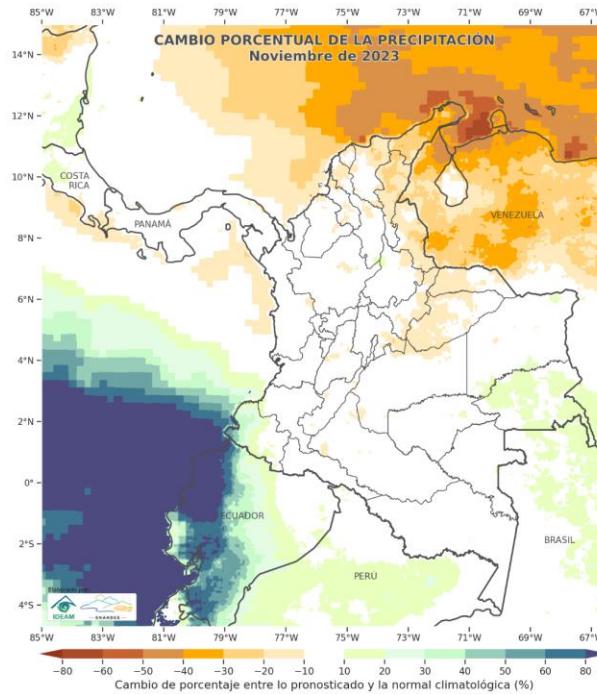 CAMBIO PORCENTUAL DE LA PRECIPITACIÓN
Noviembre de 2023
14°N
12°N
10°N
8°N
6°N
4°N
2°N
0°
2°S
4°S
COSTA
RICA
PANAMÁ
VENEZUELA
ECUADOR
PERÚ
BRASIL
Elaborado por:
IDEAM
85°W 83°W 81°W 79°W 77°W 75°W 73°W 71°W 69°W 67°W
−80 −60 −50 −40 −30 −20 −10 10 20 30 40 50 60 80
Cambio de porcentaje entre lo pronosticado y la normal climatológica (%)